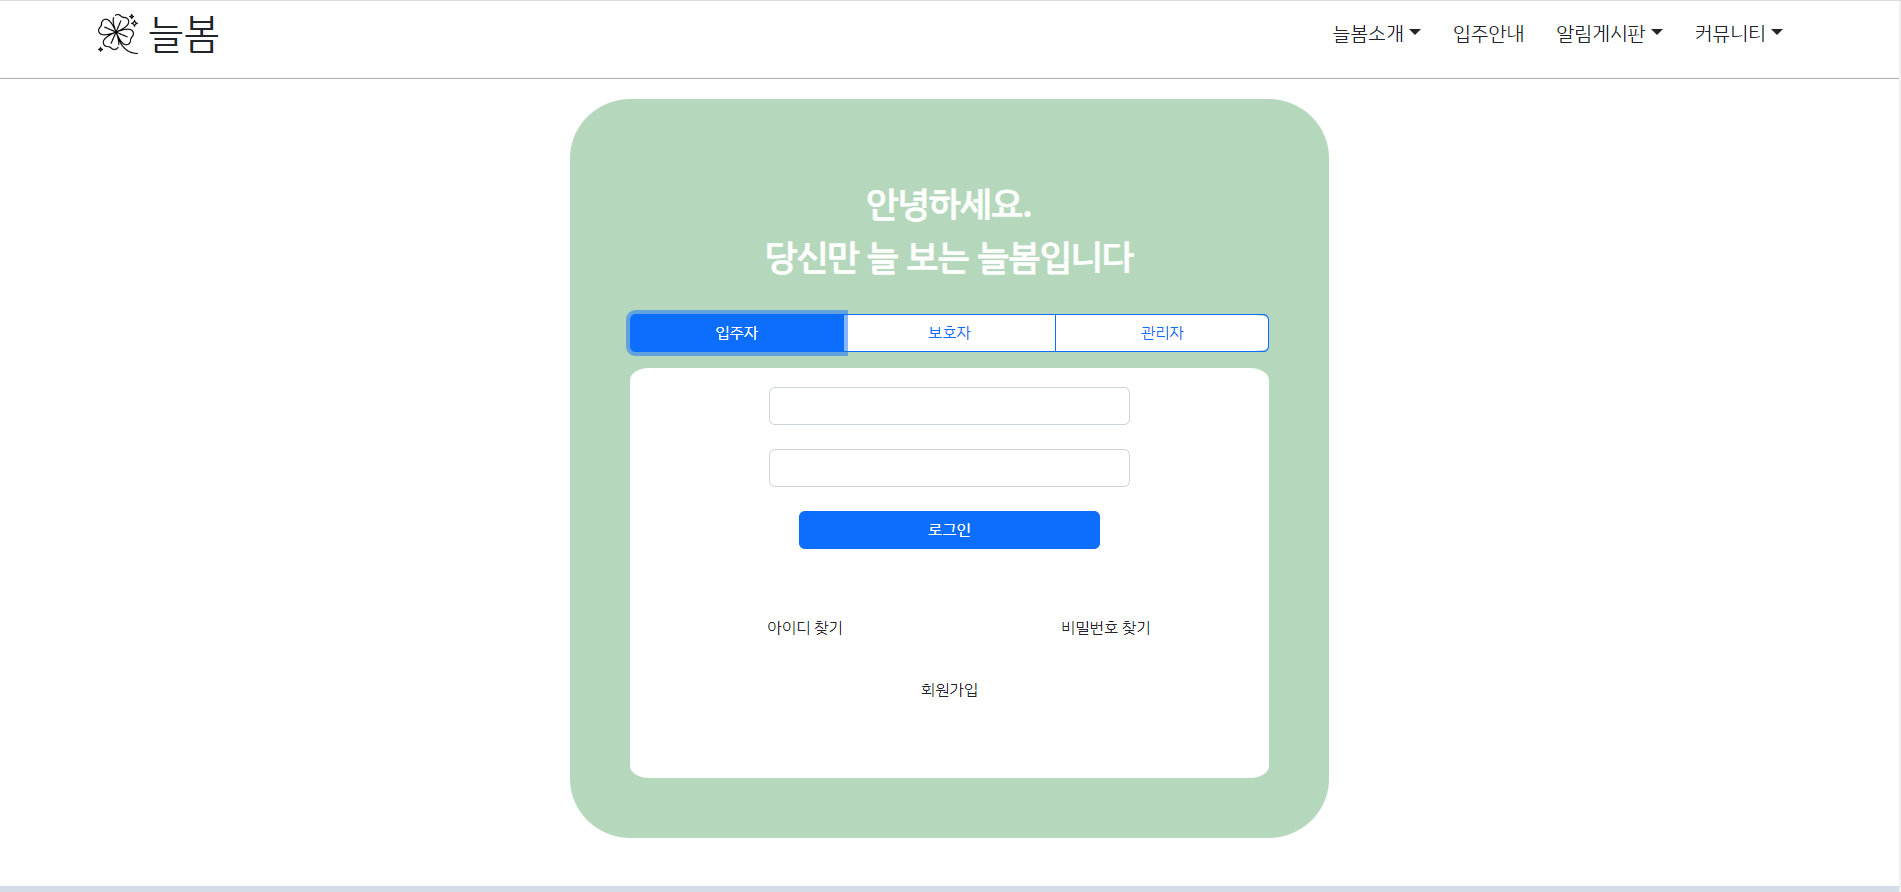 늘봄
늘봄소개 입주안내 알림게시판 커뮤니티
안녕하세요.
당신만 늘 보는 늘봄입니다
입주자 보호자 관리자
로그인
아이디 찾기 비밀번호 찾기
회원가입